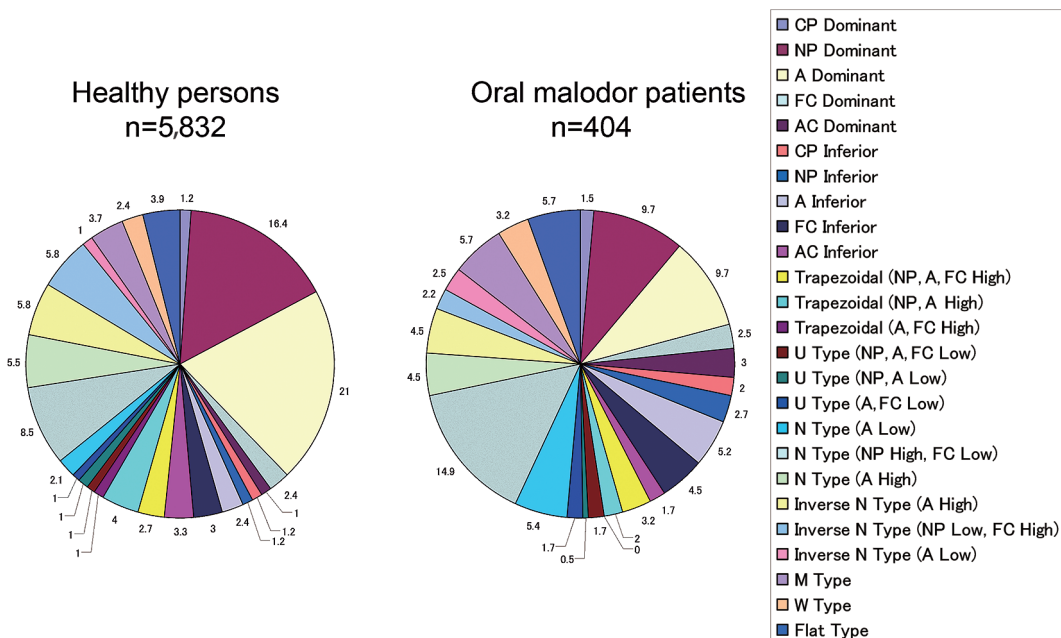 Healthy persons
n=5,832
3.9
1.2
16.4
21
2.4
1
1.2
1.2
2.4
3
3.3
2.7
4
1
1
1
1
2.1
8.5
5.5
5.8
5.8
1
3.7
2.4
Oral malodor patients
n=404
5.7
1.5
9.7
9.7
2.5
3
2
2.7
5.2
4.5
1.7
3.2
2
0
1.7
0.5
1.7
5.4
14.9
4.5
4.5
2.2
2.5
5.7
3.2
CP Dominant
NP Dominant
A Dominant
FC Dominant
AC Dominant
CP Inferior
NP Inferior
A Inferior
FC Inferior
AC Inferior
Trapezoidal (NP, A, FC High)
Trapezoidal (NP, A High)
Trapezoidal (A, FC High)
U Type (NP, A, FC Low)
U Type (NP, A Low)
U Type (A, FC Low)
N Type (A Low)
N Type (NP High, FC Low)
N Type (A High)
Inverse N Type (A High)
Inverse N Type (NP Low, FC High)
Inverse N Type (A Low)
M Type
W Type
Flat Type